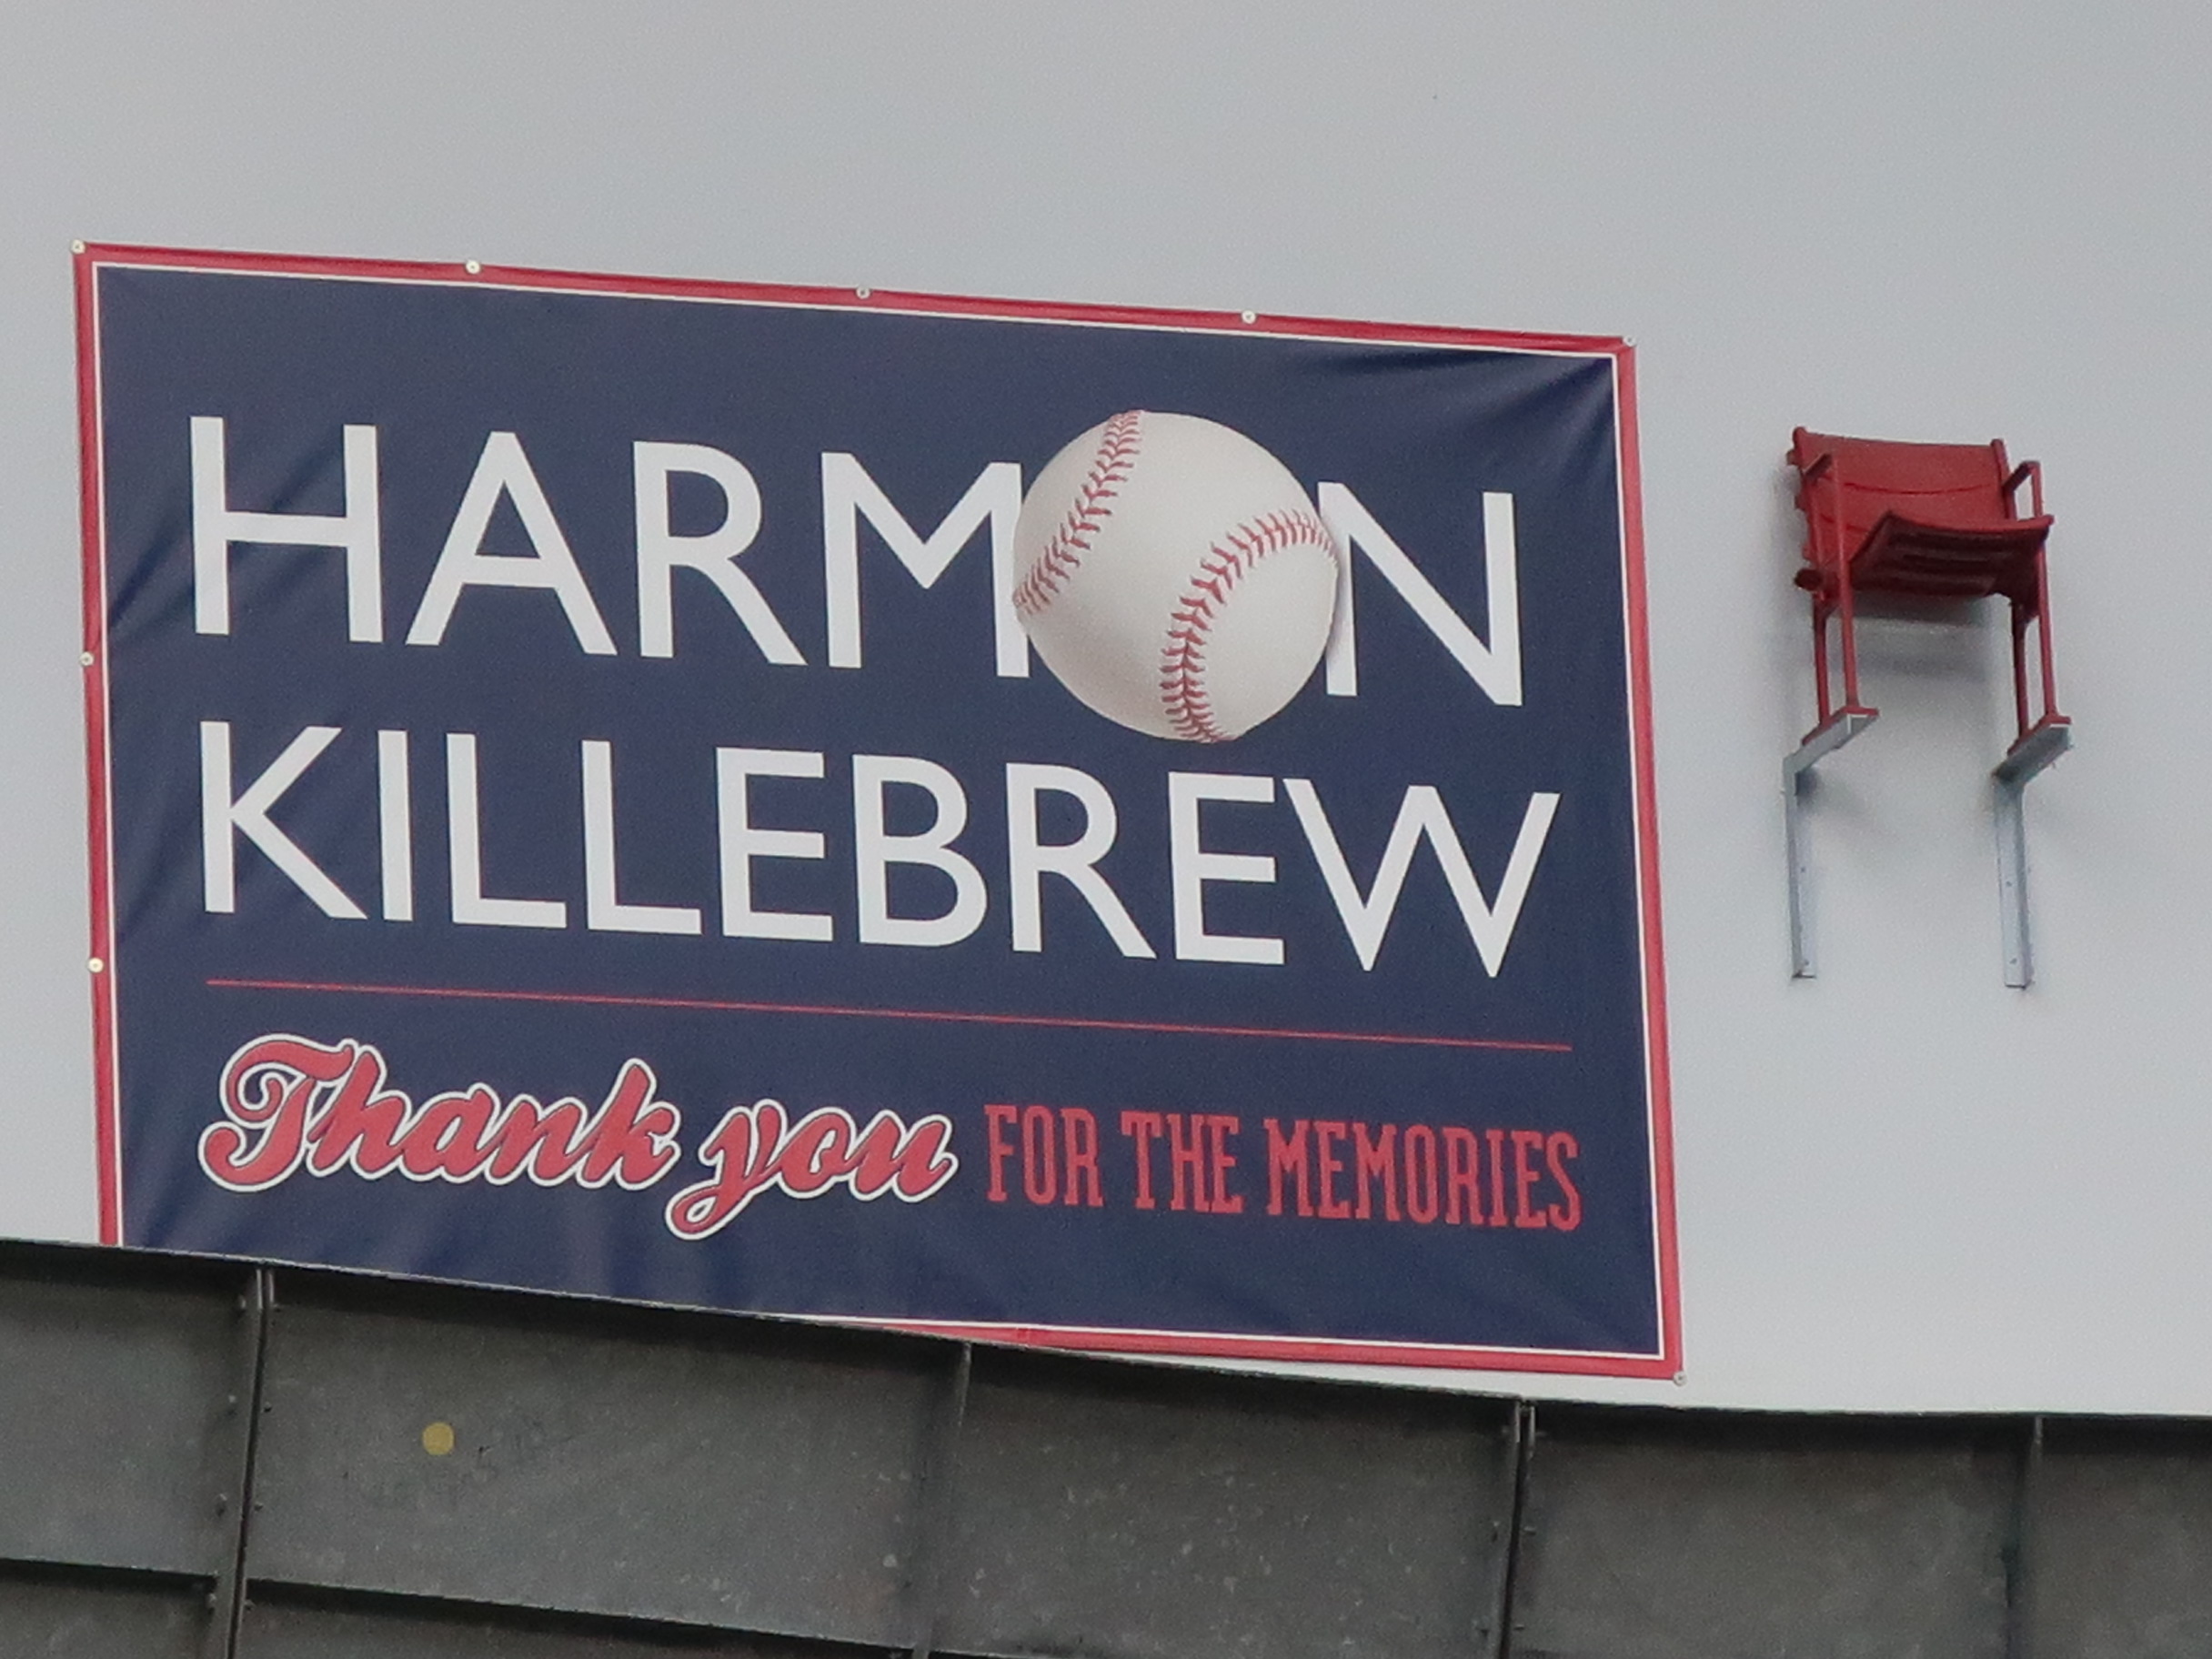 HARMON
KILLEBREW
Thank you FOR THE MEMORIES